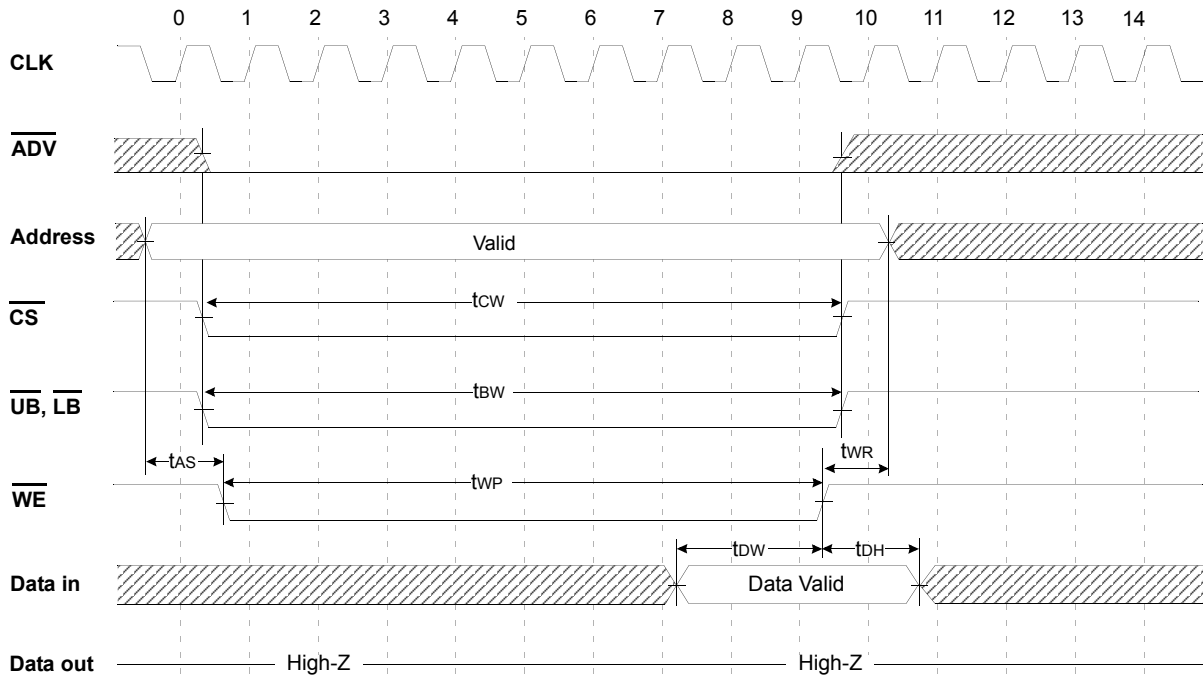 0 1 2 3 4 5 6 7 8 9 10 11 12 13 14
CLK
ADV
Address
Valid
CS
tCW
UB, LB
tBW
tAS
tWR
WE
tWP
tDW
tDH
Data in
Data Valid
Data out
High-Z
High-Z